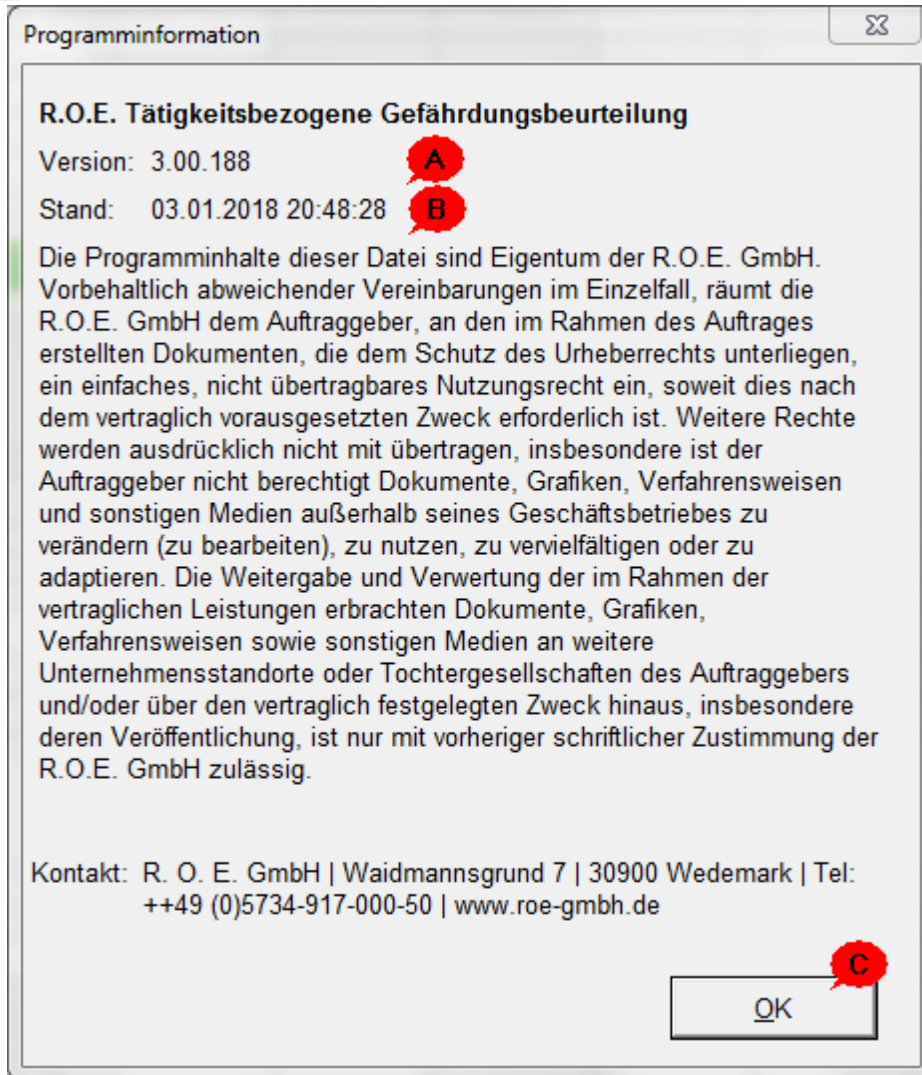 Programminformation
R.O.E. Tätigkeitsbezogene Gefährdungsbeurteilung
Version: 3.00.188 A
Stand: 03.01.2018 20:48:28 B
Die Programminhalte dieser Datei sind Eigentum der R.O.E. GmbH.
Vorbehaltlich abweichender Vereinbarungen im Einzelfall, räumt die
R.O.E. GmbH dem Auftraggeber, an den im Rahmen des Auftrages
erstellten Dokumenten, die dem Schutz des Urheberrechts unterliegen,
ein einfaches, nicht übertragbares Nutzungsrecht ein, soweit dies nach
dem vertraglich vorausgesetzten Zweck erforderlich ist. Weitere Rechte
werden ausdrücklich nicht mit übertragen, insbesondere ist der
Auftraggeber nicht berechtigt Dokumente, Grafiken, Verfahrensweisen
und sonstigen Medien außerhalb seines Geschäftsbetriebes zu
verändern (zu bearbeiten), zu nutzen, zu vervielfältigen oder zu
adaptieren. Die Weitergabe und Verwertung der im Rahmen der
vertraglichen Leistungen erbrachten Dokumente, Grafiken,
Verfahrensweisen sowie sonstigen Medien an weitere
Unternehmensstandorte oder Tochtergesellschaften des Auftraggebers
und/oder über den vertraglich festgelegten Zweck hinaus, insbesondere
deren Veröffentlichung, ist nur mit vorheriger schriftlicher Zustimmung der
R.O.E. GmbH zulässig.
Kontakt: R. O. E. GmbH | Waidmannsgrund 7 | 30900 Wedemark | Tel:
++49 (0)5734-917-000-50 | www.roe-gmbh.de
C
OK